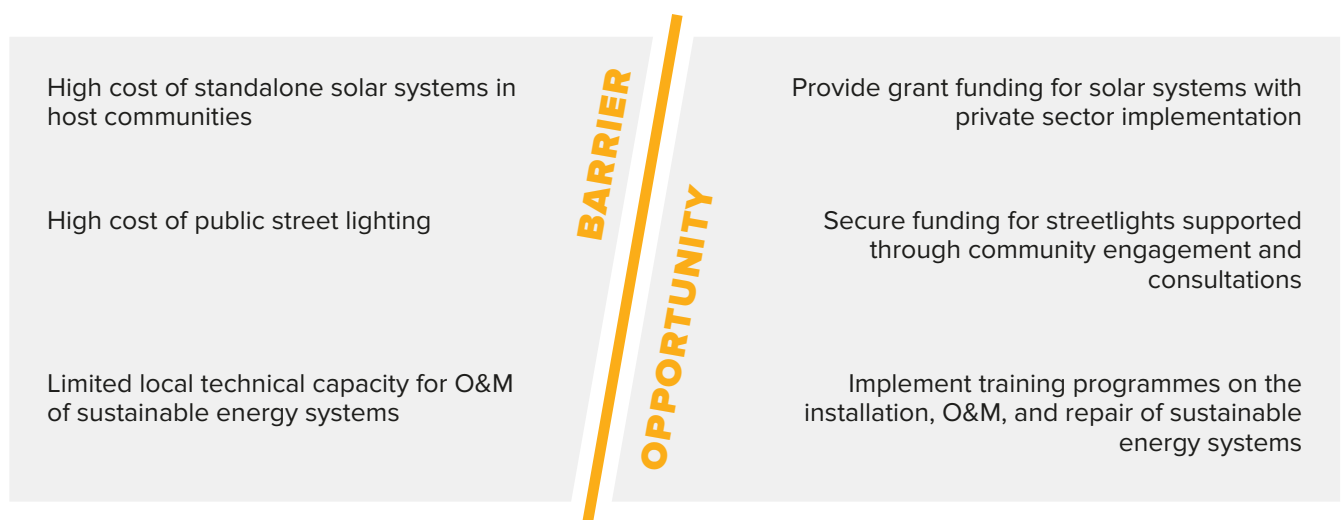 High cost of standalone solar systems in
host communities
High cost of public street lighting
Limited local technical capacity for O&M
of sustainable energy systems
BARRIER
OPPORTUNITY
Provide grant funding for solar systems with
private sector implementation
Secure funding for streetlights supported
through community engagement and
consultations
Implement training programmes on the
installation, O&M, and repair of sustainable
energy systems